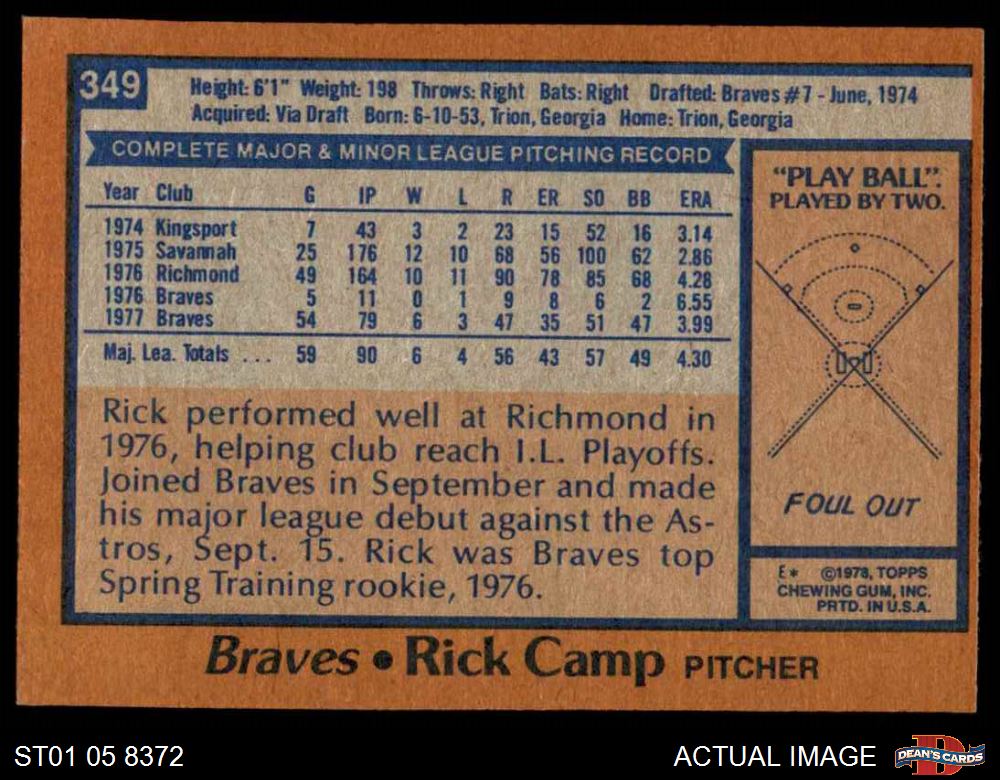 349
Height: 6'1" Weight: 198 Throws: Right Bats: Right Drafted: Braves #7 - June, 1974
Acquired: Via Draft Born: 6-10-53, Trion, Georgia Home: Trion, Georgia
COMPLETE MAJOR & MINOR LEAGUE PITCHING RECORD
Year Club G IP W L R ER SO BB ERA
1974 Kingsport 7 43 3 2 23 15 52 16 3.14
1975 Savannah 25 176 12 10 68 56 100 62 2.86
1976 Richmond 49 164 10 11 90 78 85 68 4.28
1976 Braves 5 11 0 1 9 8 6 2 6.55
1977 Braves 54 79 6 3 47 35 51 47 3.99
Maj. Lea. Totals ... 59 90 6 4 56 43 57 49 4.30
Rick performed well at Richmond in
1976, helping club reach I.L. Playoffs.
Joined Braves in September and made
his major league debut against the As-
tros, Sept. 15. Rick was Braves top
Spring Training rookie, 1976.
"PLAY BALL".
PLAYED BY TWO.
FOUL OUT
E* ©1978, TOPPS
CHEWING GUM, INC.
PRTD. IN U.S.A.
Braves • Rick Camp PITCHER
ST01 05 8372
ACTUAL IMAGE
DEAN'S CARDS